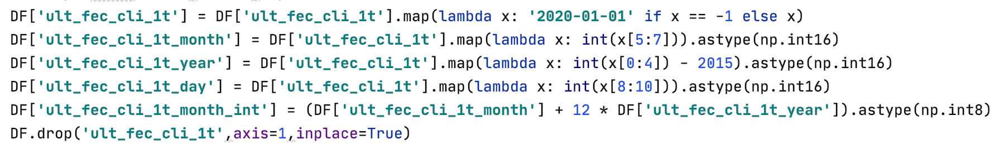 DF['ult_fec_cli_1t'] = DF['ult_fec_cli_1t'].map(lambda x: '2020-01-01' if x == -1 else x)
DF['ult_fec_cli_1t_month'] = DF['ult_fec_cli_1t'].map(lambda x: int(x[5:7])).astype(np.int16)
DF['ult_fec_cli_1t_year'] = DF['ult_fec_cli_1t'].map(lambda x: int(x[0:4]) - 2015).astype(np.int16)
DF['ult_fec_cli_1t_day'] = DF['ult_fec_cli_1t'].map(lambda x: int(x[8:10])).astype(np.int16)
DF['ult_fec_cli_1t_month_int'] = (DF['ult_fec_cli_1t_month'] + 12 * DF['ult_fec_cli_1t_year']).astype(np.int8)
DF.drop('ult_fec_cli_1t',axis=1,inplace=True)